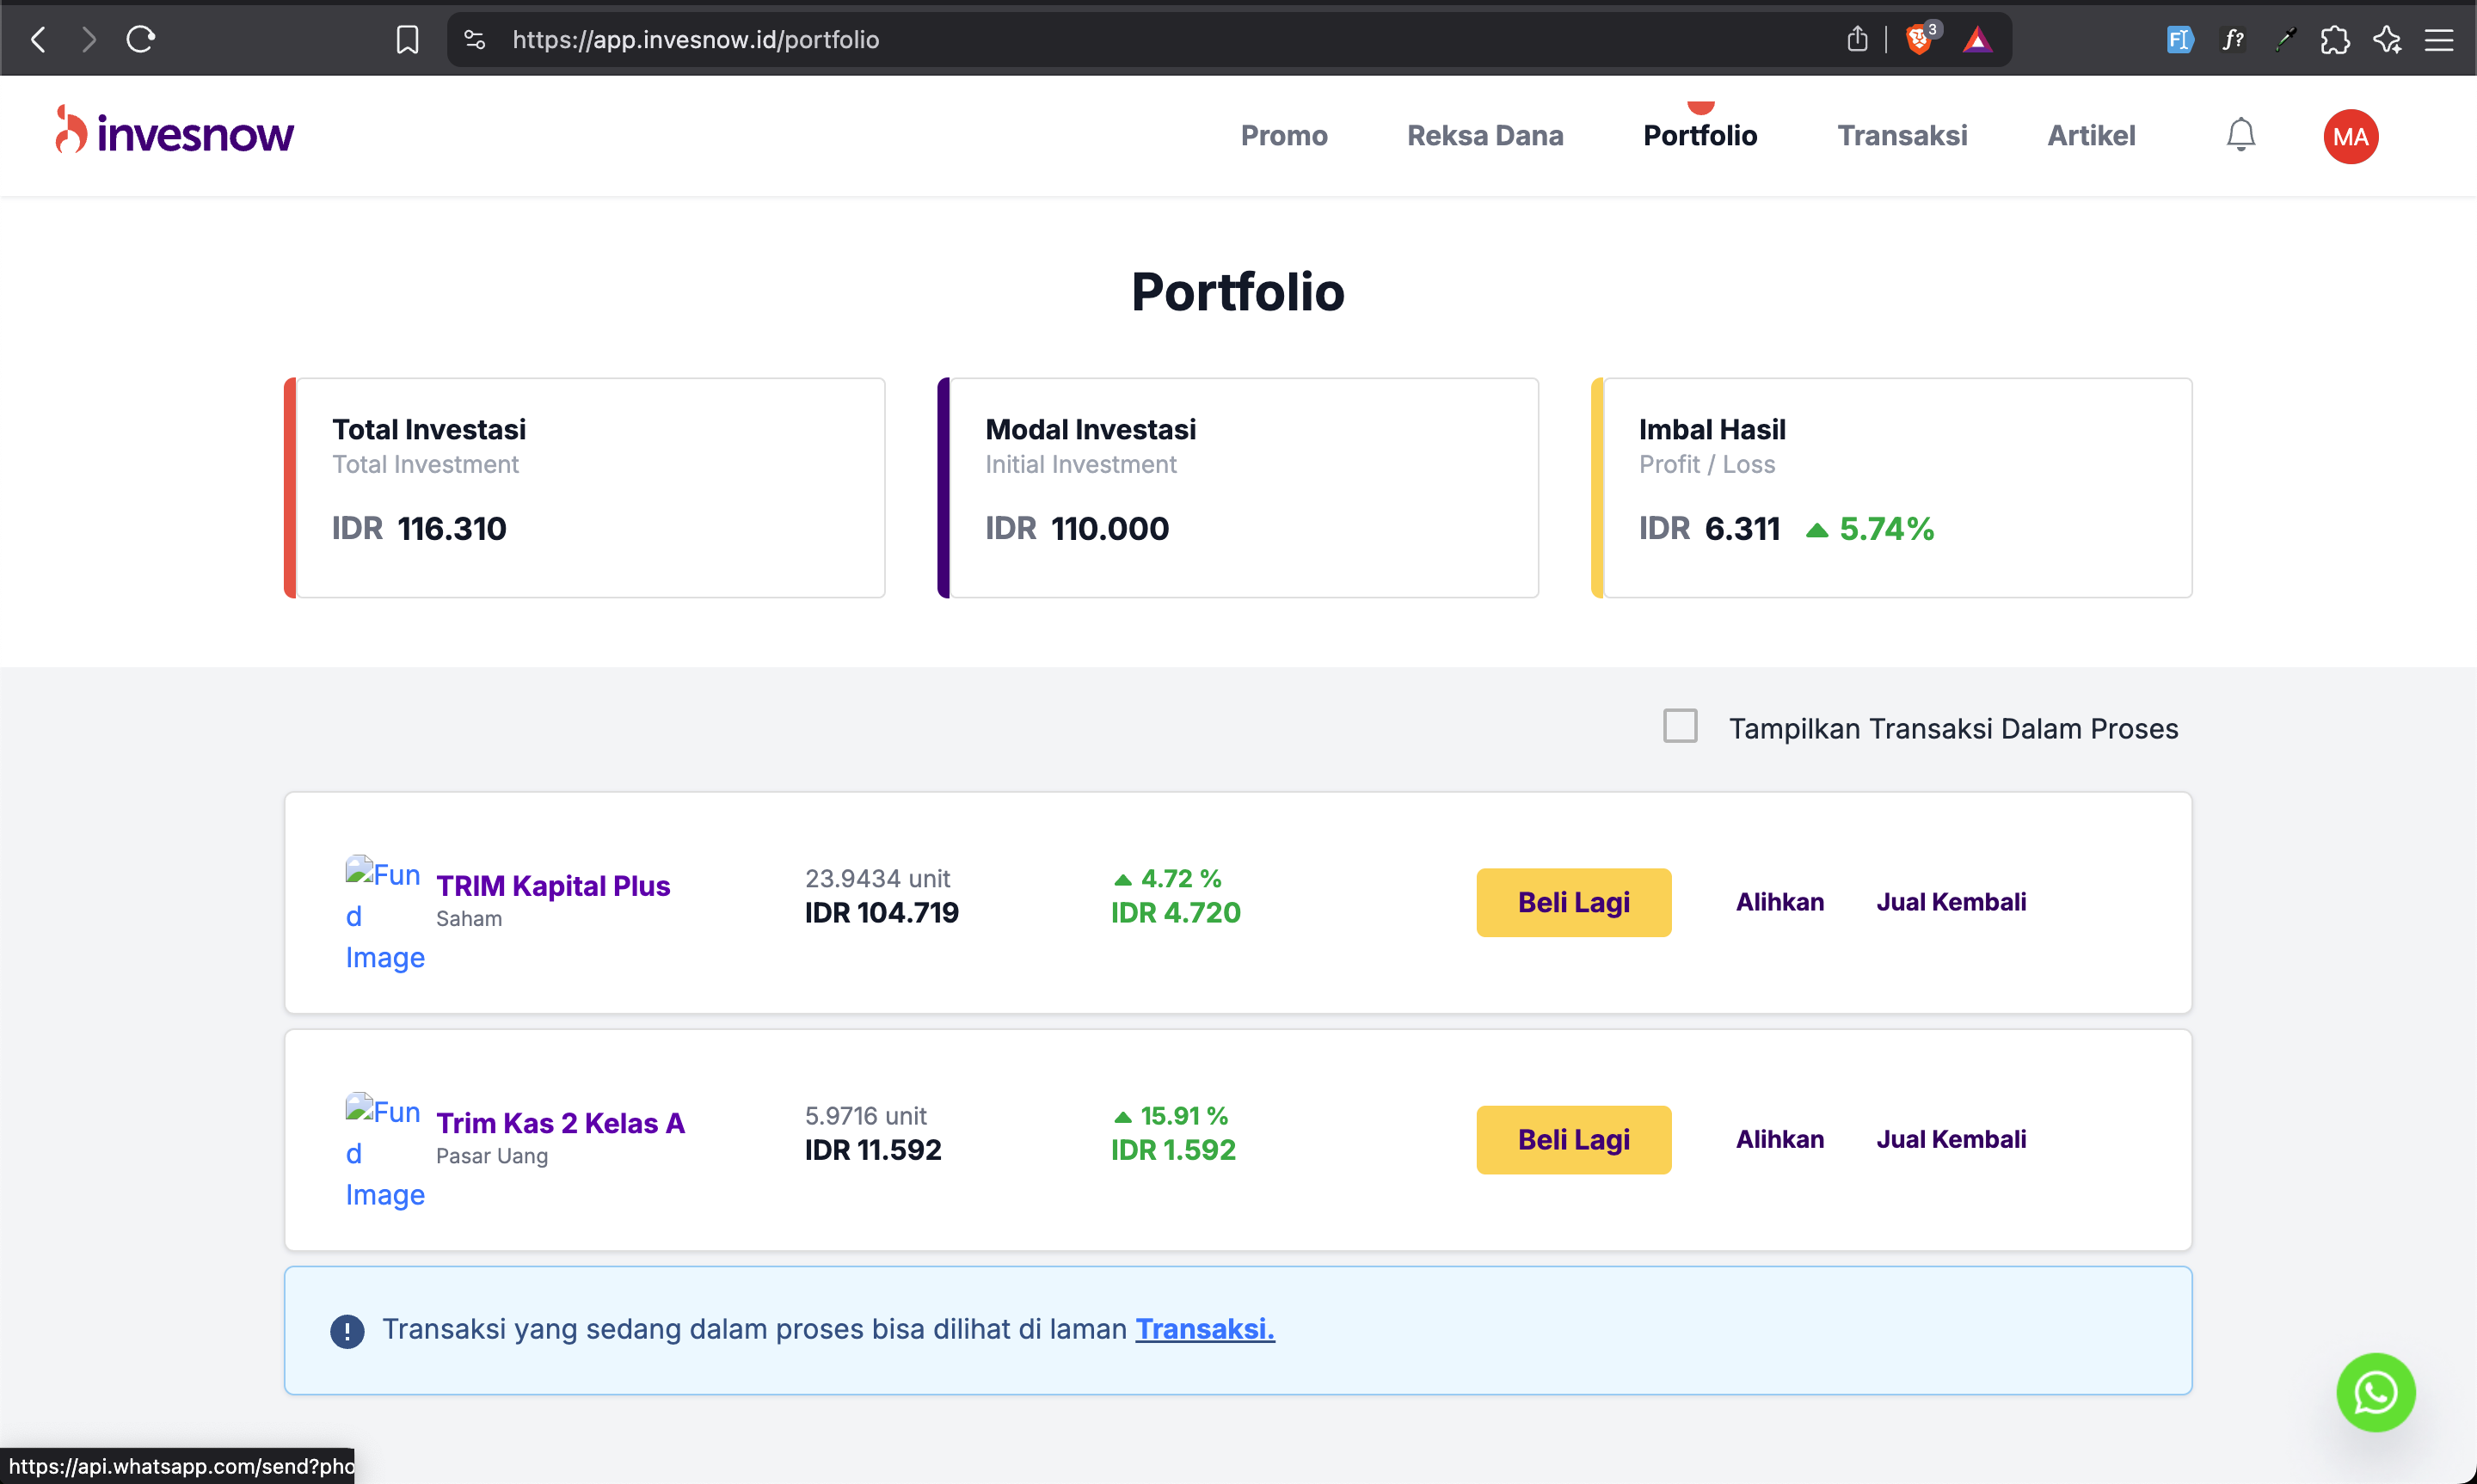 https://app.invesnow.id/portfolio
3
FI
f?
invesnow
Promo
Reksa Dana
Portfolio
Transaksi
Artikel
MA
Portfolio
Total Investasi
Total Investment
IDR 116.310
Modal Investasi
Initial Investment
IDR 110.000
Imbal Hasil
Profit / Loss
IDR 6.311 5.74%
Tampilkan Transaksi Dalam Proses
Fun
d
Image
TRIM Kapital Plus
Saham
23.9434 unit
IDR 104.719
4.72 %
IDR 4.720
Beli Lagi
Alihkan
Jual Kembali
Fun
d
Image
Trim Kas 2 Kelas A
Pasar Uang
5.9716 unit
IDR 11.592
15.91 %
IDR 1.592
Beli Lagi
Alihkan
Jual Kembali
Transaksi yang sedang dalam proses bisa dilihat di laman Transaksi.
https://api.whatsapp.com/send?pho